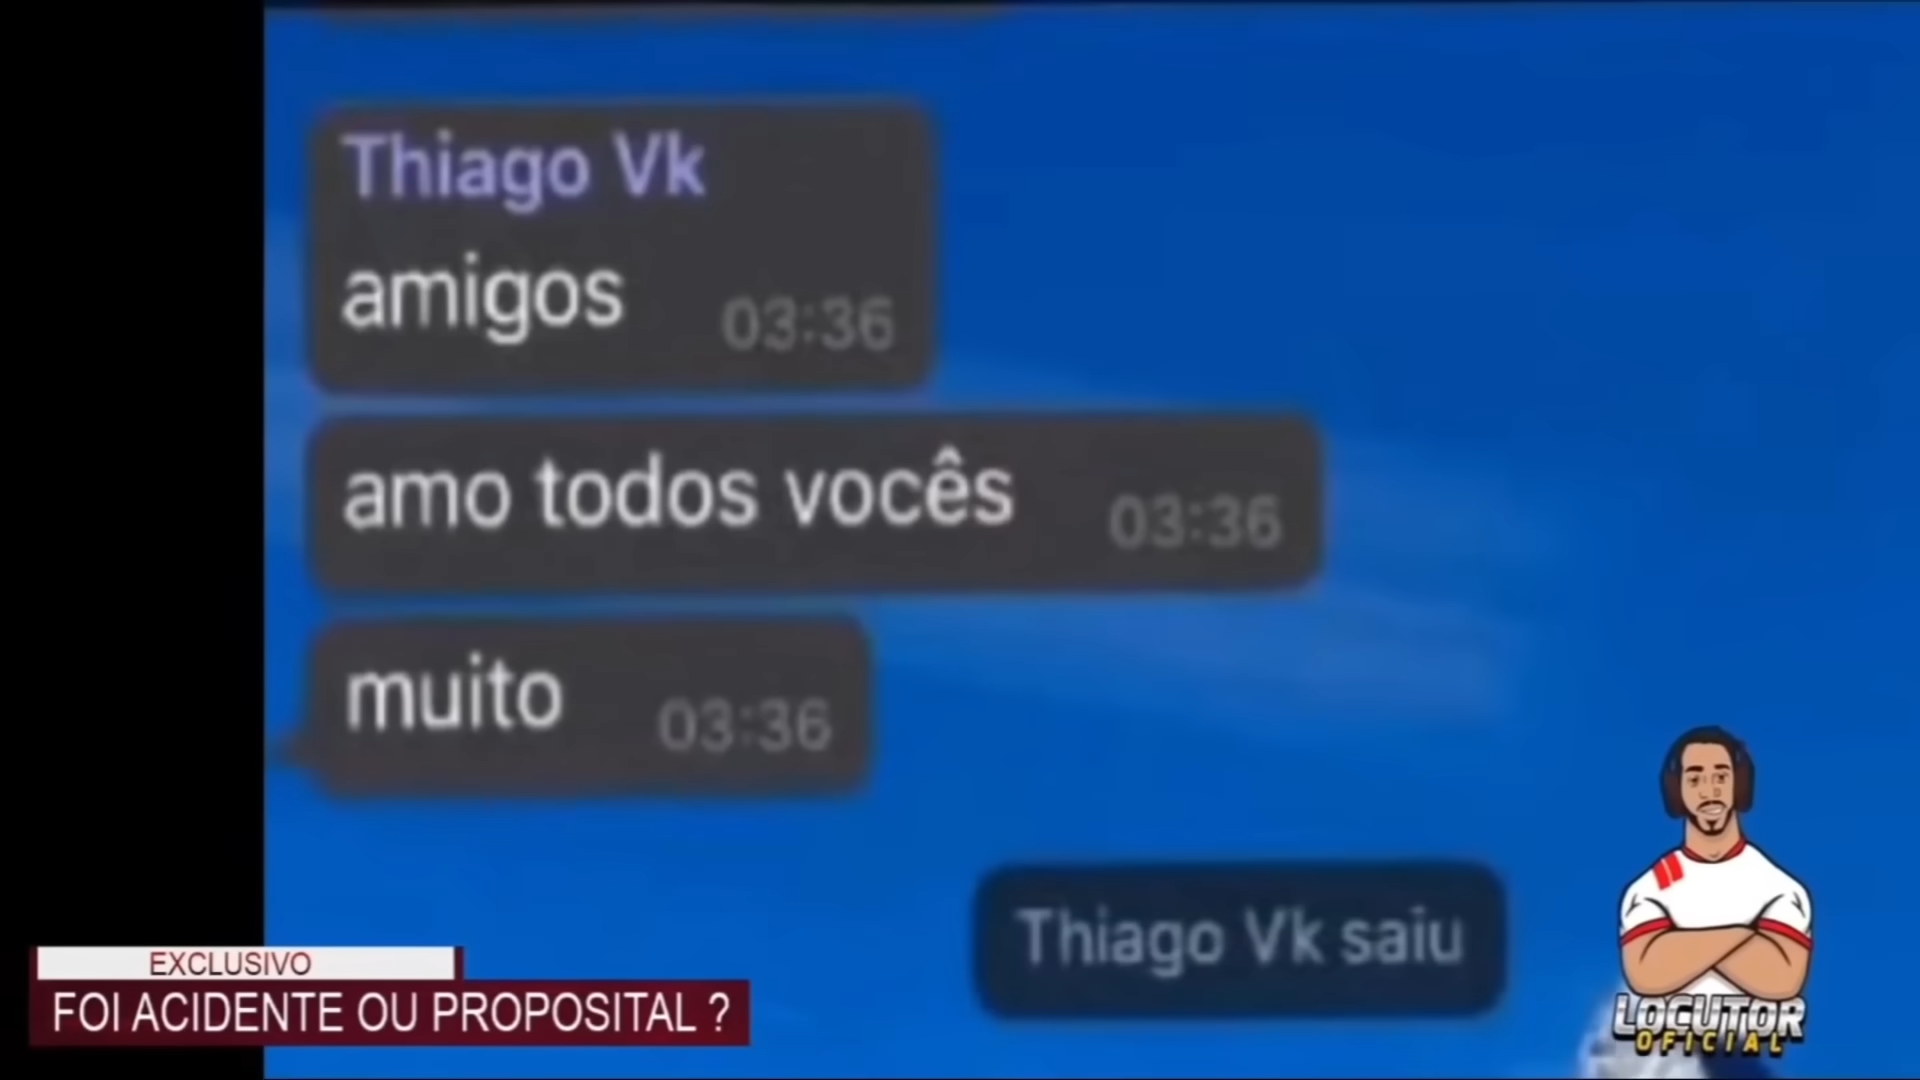 Thiago Vk
amigos 03:36
amo todos vocês 03:36
muito 03:36
Thiago Vk saiu
EXCLUSIVO
FOI ACIDENTE OU PROPOSITAL ?
LOCUTOR
OFICIAL